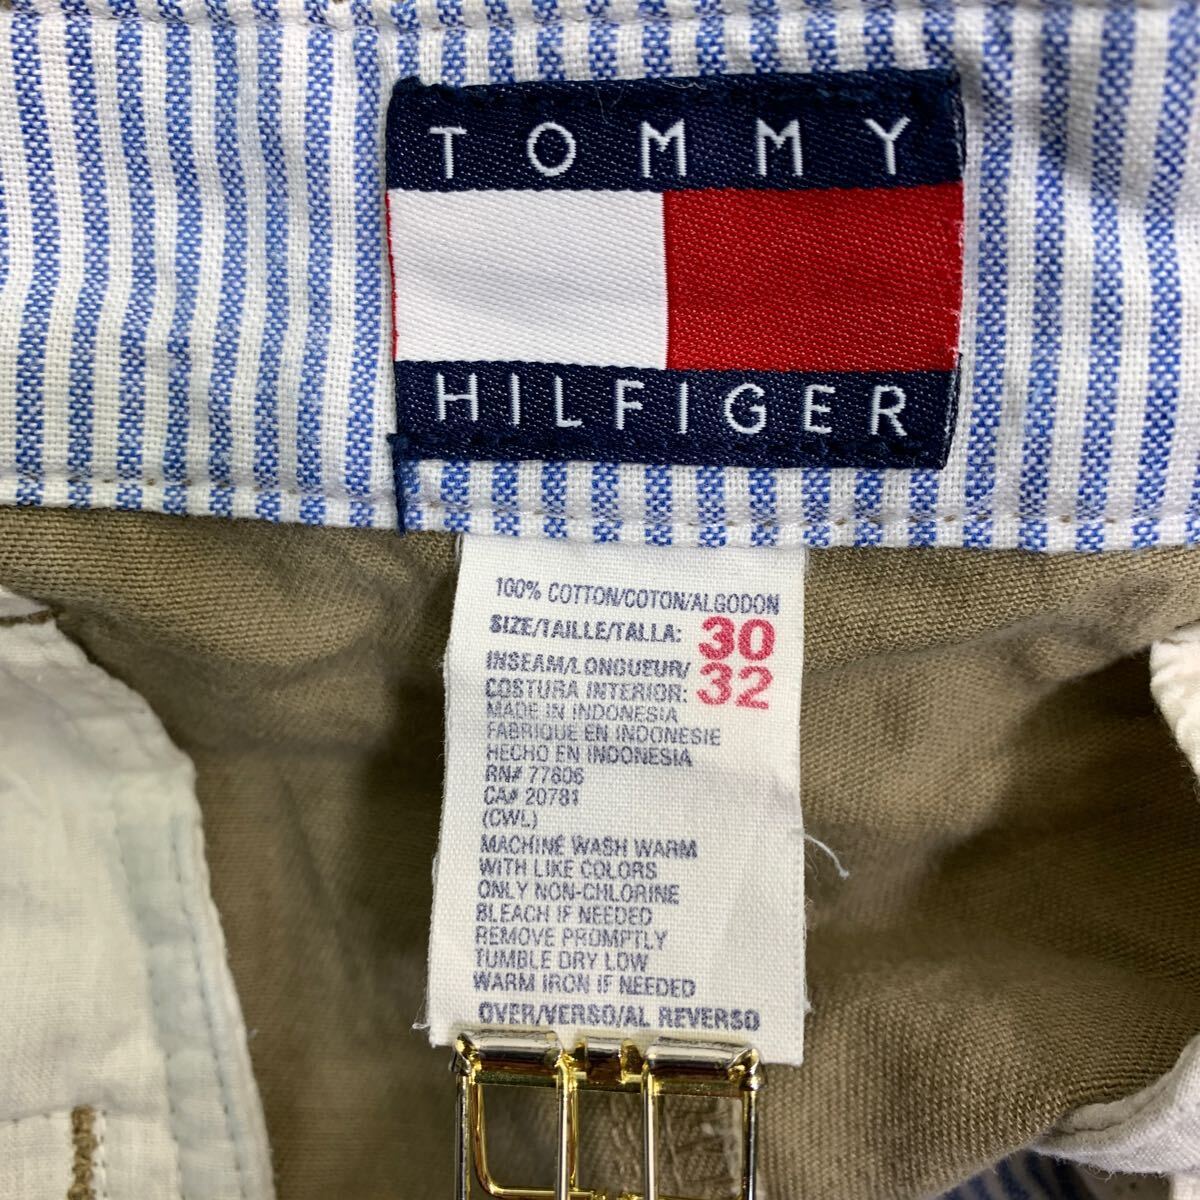 TOMMY
HILFIGER
100% COTTON/COTON/ALGODON
SIZE/TAILLE/TALLA: 30
INSEAM/LONGUEUR/
COSTURA INTERIOR: 32
MADE IN INDONESIA
FABRIQUE EN INDONESIE
HECHO EN INDONESIA
RN# 77806
CA# 20781
(CWL)
MACHINE WASH WARM
WITH LIKE COLORS
ONLY NON-CHLORINE
BLEACH IF NEEDED
REMOVE PROMPTLY
TUMBLE DRY LOW
WARM IRON IF NEEDED
OVER/VERSO/AL REVERSO